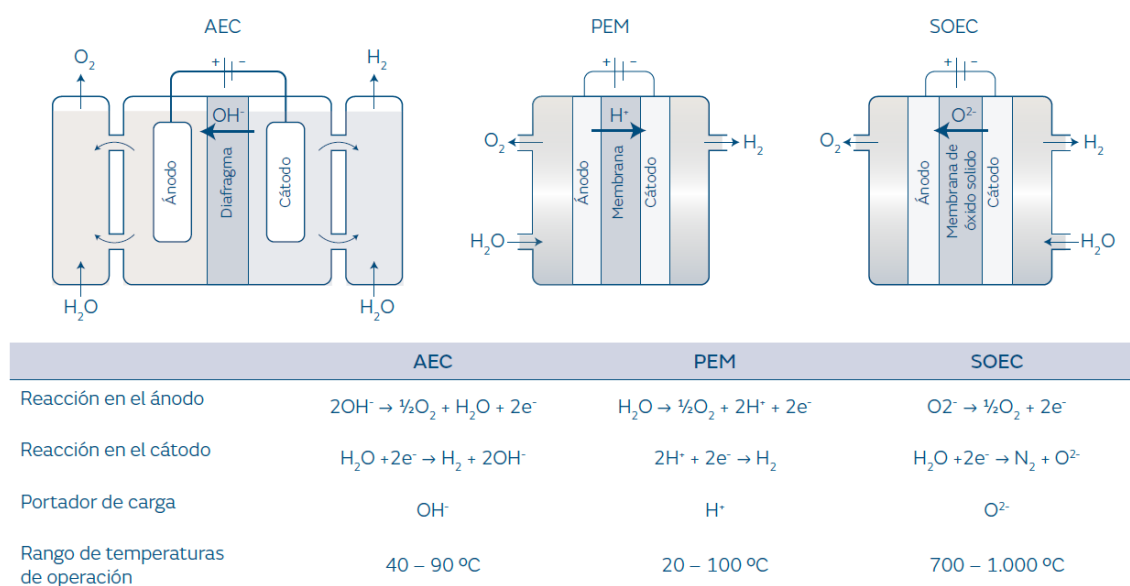 AEC
PEM
SOEC
O₂
H₂
+ -
OH⁻
Ánodo
Diafragma
Cátodo
H₂O
H₂O
+ -
H⁺
O₂
H₂
Ánodo
Membrana
Cátodo
H₂O
+ -
O²⁻
O₂
H₂
Ánodo
Membrana de
óxido solido
Cátodo
H₂O
AEC PEM SOEC
Reacción en el ánodo 2OH⁻ → ½O₂ + H₂O + 2e⁻ H₂O → ½O₂ + 2H⁺ + 2e⁻ O2⁻ → ½O₂ + 2e⁻
Reacción en el cátodo H₂O +2e⁻ → H₂ + 2OH⁻ 2H⁺ + 2e⁻ → H₂ H₂O +2e⁻ → N₂ + O²⁻
Portador de carga OH⁻ H⁺ O²⁻
Rango de temperaturas
de operación 40 – 90 ºC 20 – 100 ºC 700 – 1.000 ºC